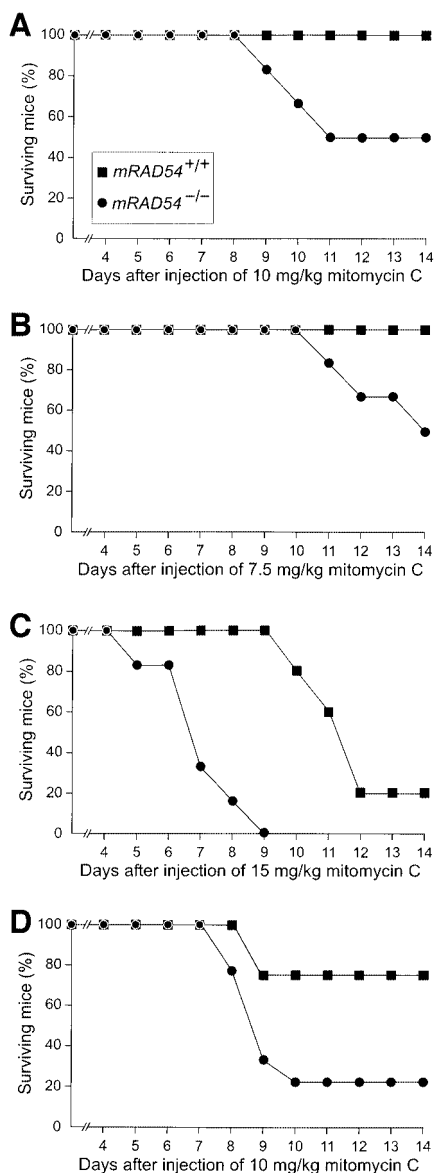 A
Surviving mice (%)
100
80
60
40
20
0
mRAD54+/+
mRAD54−/−
4 5 6 7 8 9 10 11 12 13 14
Days after injection of 10 mg/kg mitomycin C
B
Surviving mice (%)
100
80
60
40
20
0
4 5 6 7 8 9 10 11 12 13 14
Days after injection of 7.5 mg/kg mitomycin C
C
Surviving mice (%)
100
80
60
40
20
0
4 5 6 7 8 9 10 11 12 13 14
Days after injection of 15 mg/kg mitomycin C
D
Surviving mice (%)
100
80
60
40
20
0
4 5 6 7 8 9 10 11 12 13 14
Days after injection of 10 mg/kg mitomycin C